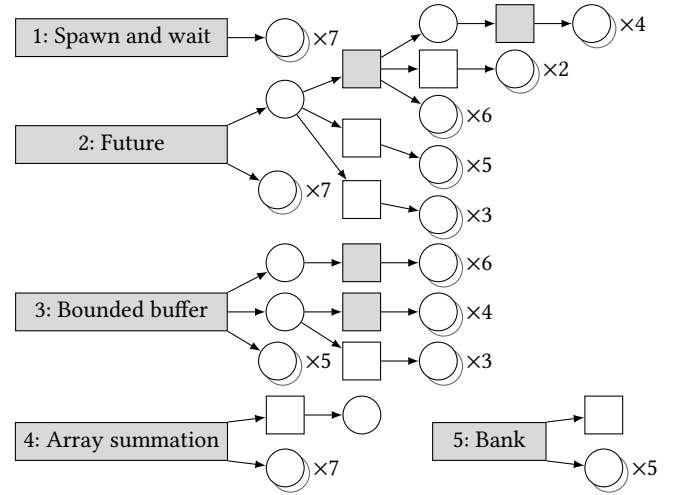 1: Spawn and wait
×7
×4
×2
×6
2: Future
×5
×7
×3
×6
3: Bounded buffer
×4
×5
×3
4: Array summation
×7
5: Bank
×5